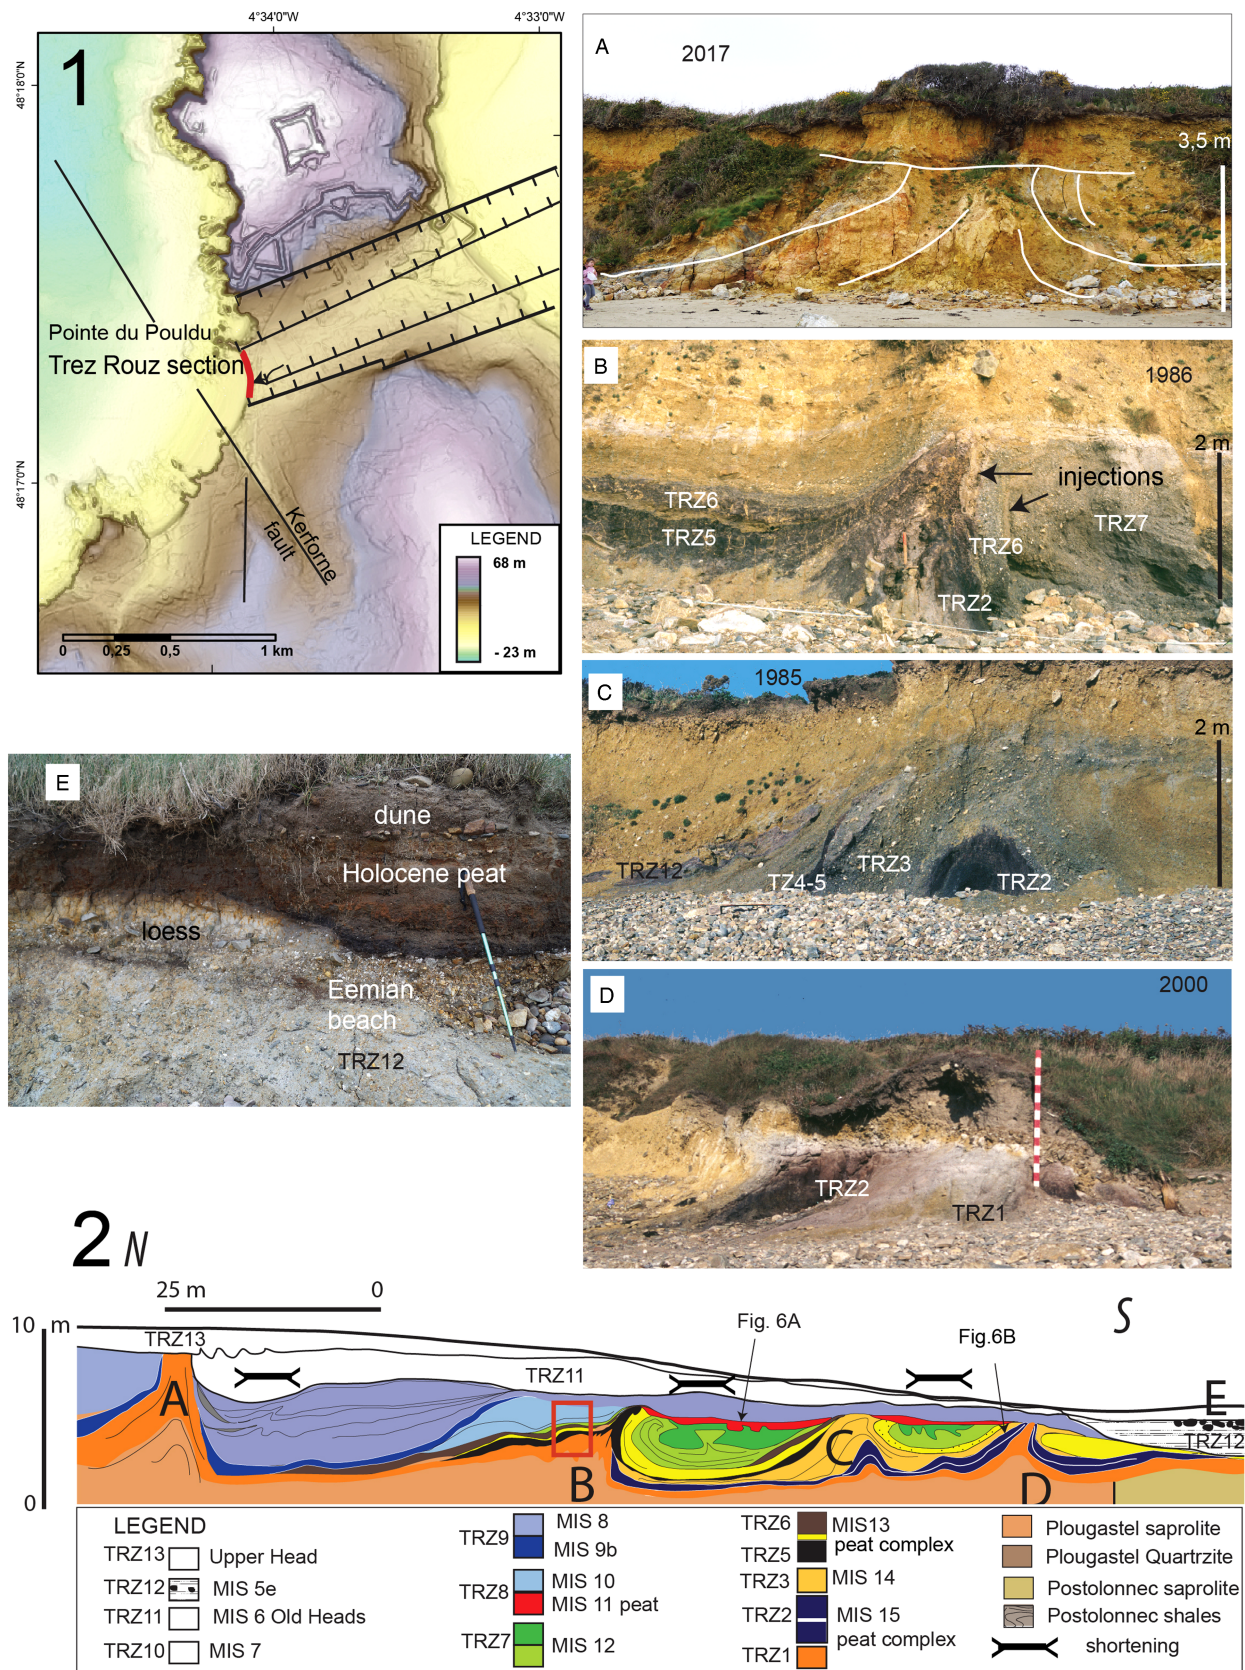 4°34'0"W
4°33'0"W
1
48°18'0"N
Pointe du Pouldu
Trez Rouz section
48°17'0"N
Kerforne
fault
LEGEND
68 m
- 23 m
0
0,25
0,5
1 km
A
2017
3,5 m
B
1986
2 m
injections
TRZ6
TRZ5
TRZ7
TRZ6
TRZ2
C
1985
2 m
TRZ12
TZ4-5
TRZ3
TRZ2
D
2000
TRZ2
TRZ1
E
dune
Holocene peat
loess
Eemian
beach
TRZ12
2 N
25 m
0
S
10 m
0
TRZ13
TRZ11
Fig. 6A
Fig.6B
A
B
C
D
E
TRZ12
LEGEND
TRZ13 Upper Head
TRZ12 MIS 5e
TRZ11 MIS 6 Old Heads
TRZ10 MIS 7
TRZ9 MIS 8
MIS 9b
TRZ8 MIS 10
MIS 11 peat
TRZ7 MIS 12
TRZ6 MIS13
TRZ5 peat complex
TRZ3 MIS 14
TRZ2 MIS 15
peat complex
TRZ1
Plougastel saprolite
Plougastel Quartrzite
Postolonnec saprolite
Postolonnec shales
shortening